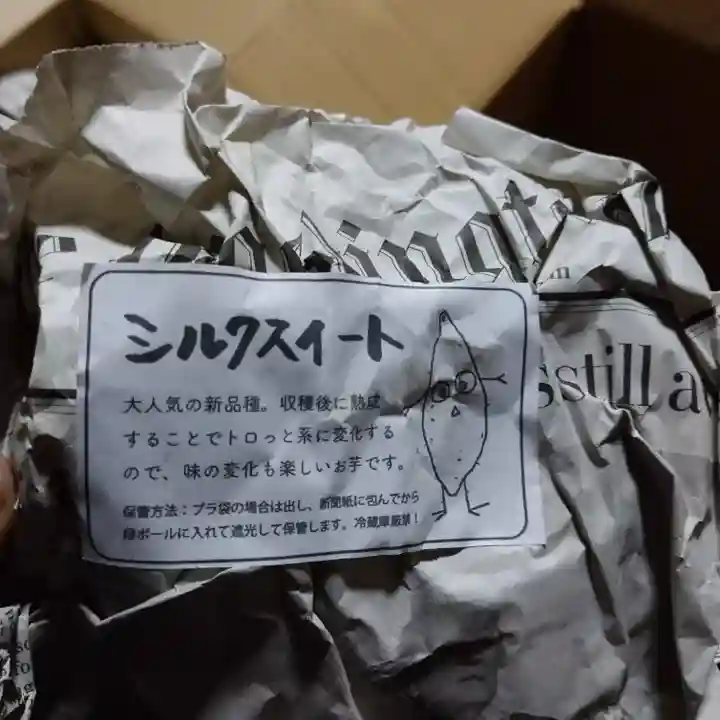 シルクスイート
大人気の新品種。収穫後に熟成
することでトロっと系に変化する
ので、味の変化も楽しいお芋です。
保管方法：プラ袋の場合は出し、新聞紙に包んでから
段ボールに入れて遮光して保管します。冷蔵庫厳禁！
sstill a